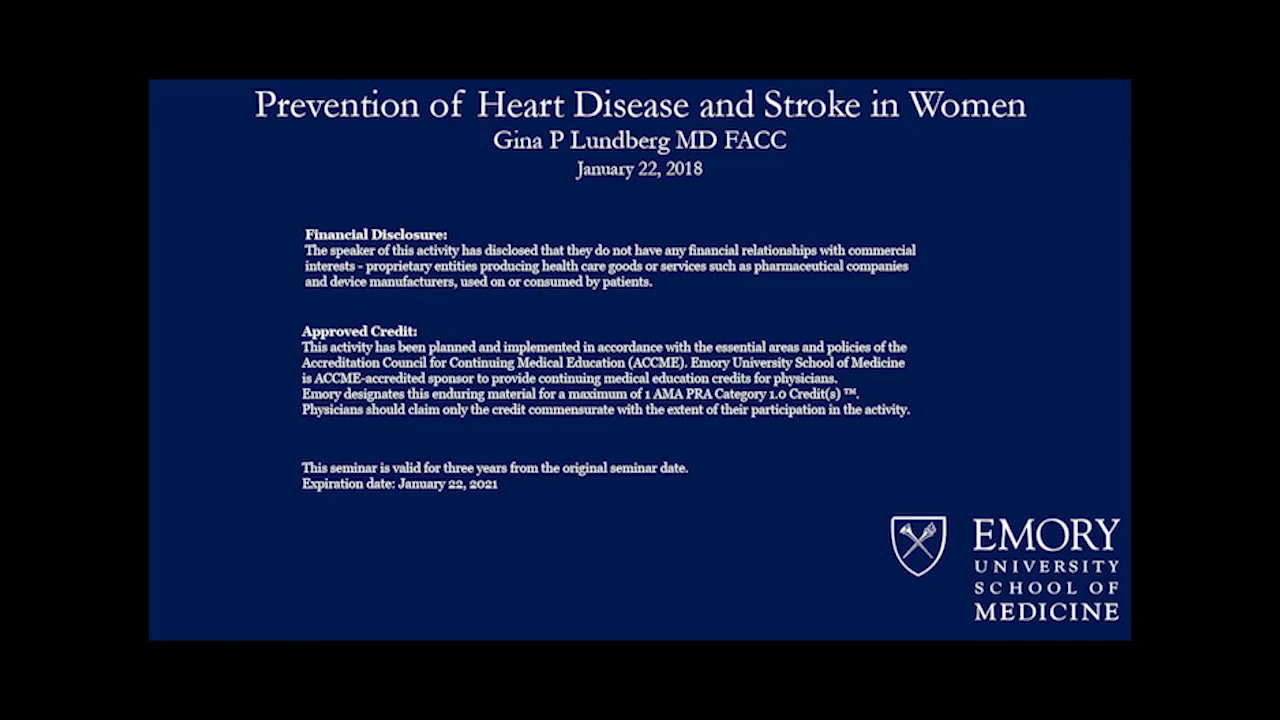 Prevention of Heart Disease and Stroke in Women
Gina P Lundberg MD FACC
January 22, 2018
Financial Disclosure:
The speaker of this activity has disclosed that they do not have any financial relationships with commercial
interests - proprietary entities producing health care goods or services such as pharmaceutical companies
and device manufacturers, used on or consumed by patients.
Approved Credit:
This activity has been planned and implemented in accordance with the essential areas and policies of the
Accreditation Council for Continuing Medical Education (ACCME). Emory University School of Medicine
is ACCME-accredited sponsor to provide continuing medical education credits for physicians.
Emory designates this enduring material for a maximum of 1 AMA PRA Category 1.0 Credit(s) ™.
Physicians should claim only the credit commensurate with the extent of their participation in the activity.
This seminar is valid for three years from the original seminar date.
Expiration date: January 22, 2021
EMORY
UNIVERSITY
SCHOOL OF
MEDICINE